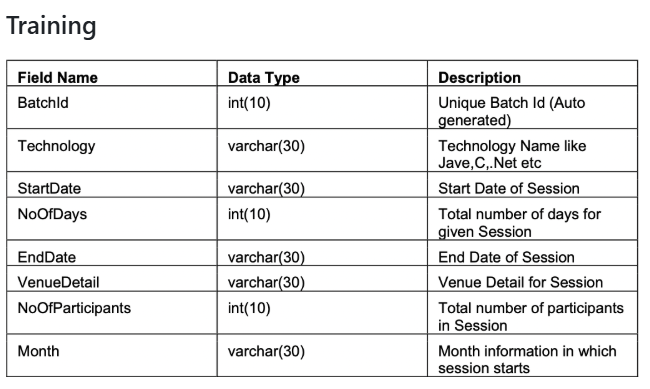 Training
Field Name Data Type Description
BatchId int(10) Unique Batch Id (Auto
generated)
Technology varchar(30) Technology Name like
Jave,C,.Net etc
StartDate varchar(30) Start Date of Session
NoOfDays int(10) Total number of days for
given Session
EndDate varchar(30) End Date of Session
VenueDetail varchar(30) Venue Detail for Session
NoOfParticipants int(10) Total number of participants
in Session
Month varchar(30) Month information in which
session starts